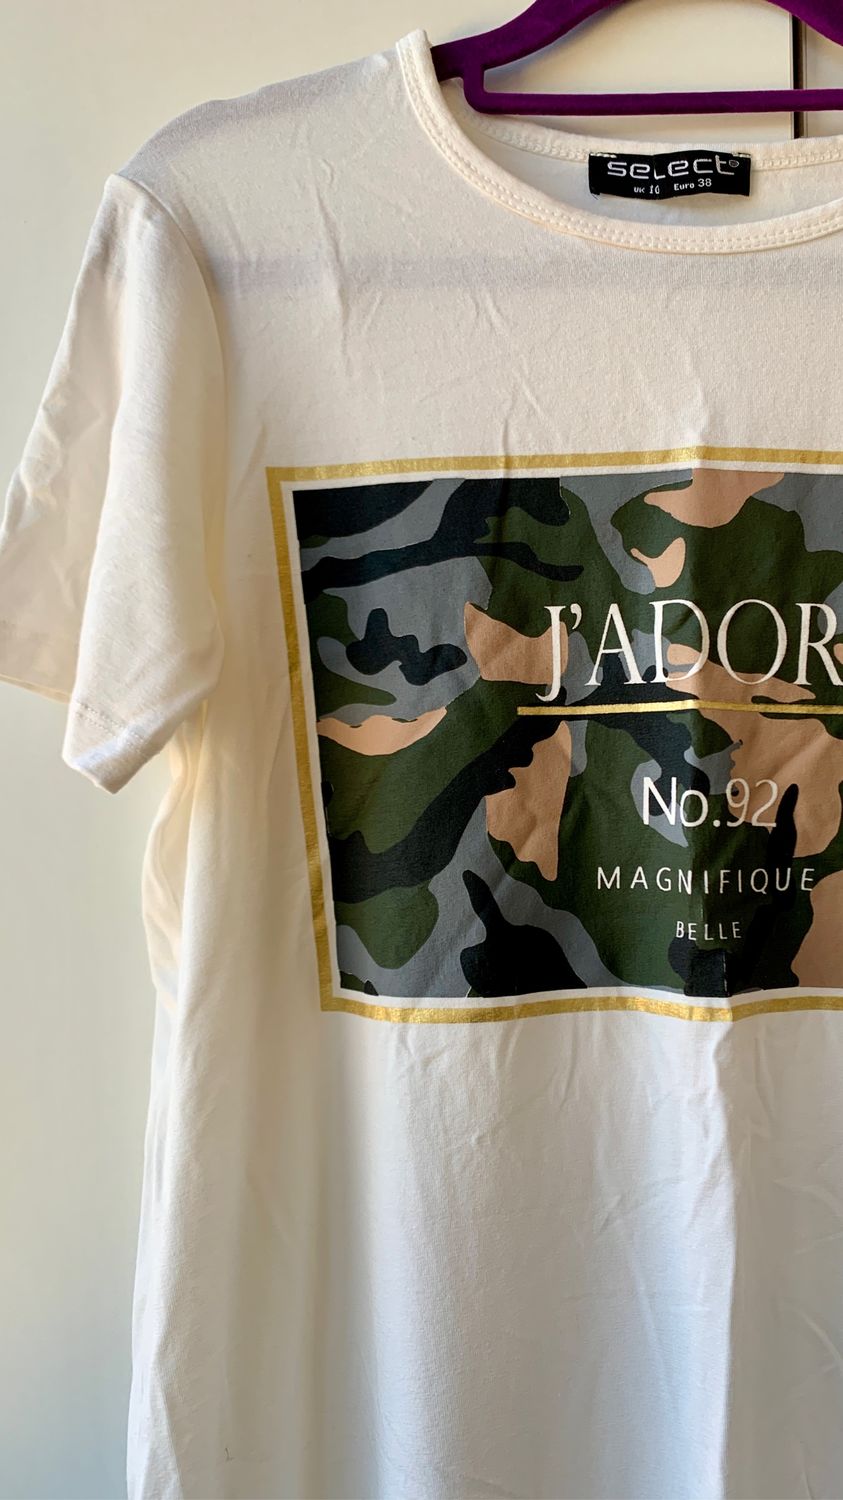 select
UK 10 Euro 38
J'ADOR
No.92
MAGNIFIQUE
BELLE